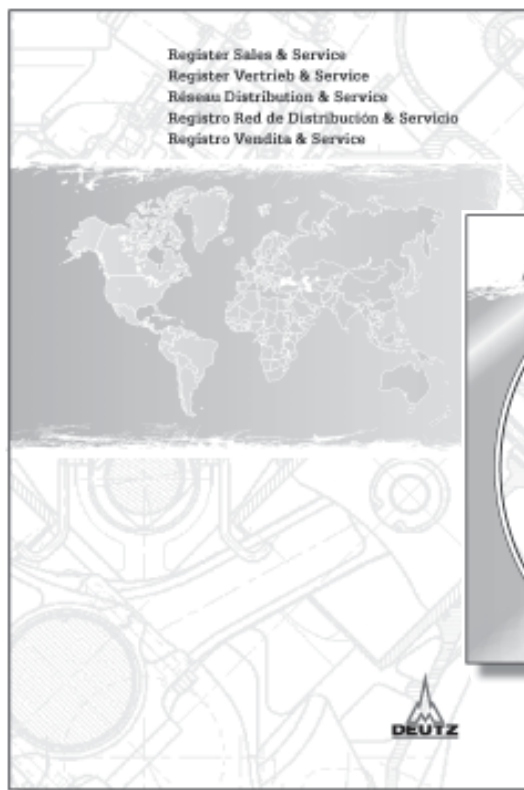 Register Sales & Service
Register Vertrieb & Service
Réseau Distribution & Service
Registro Red de Distribución & Servicio
Registro Vendita & Service
DEUTZ